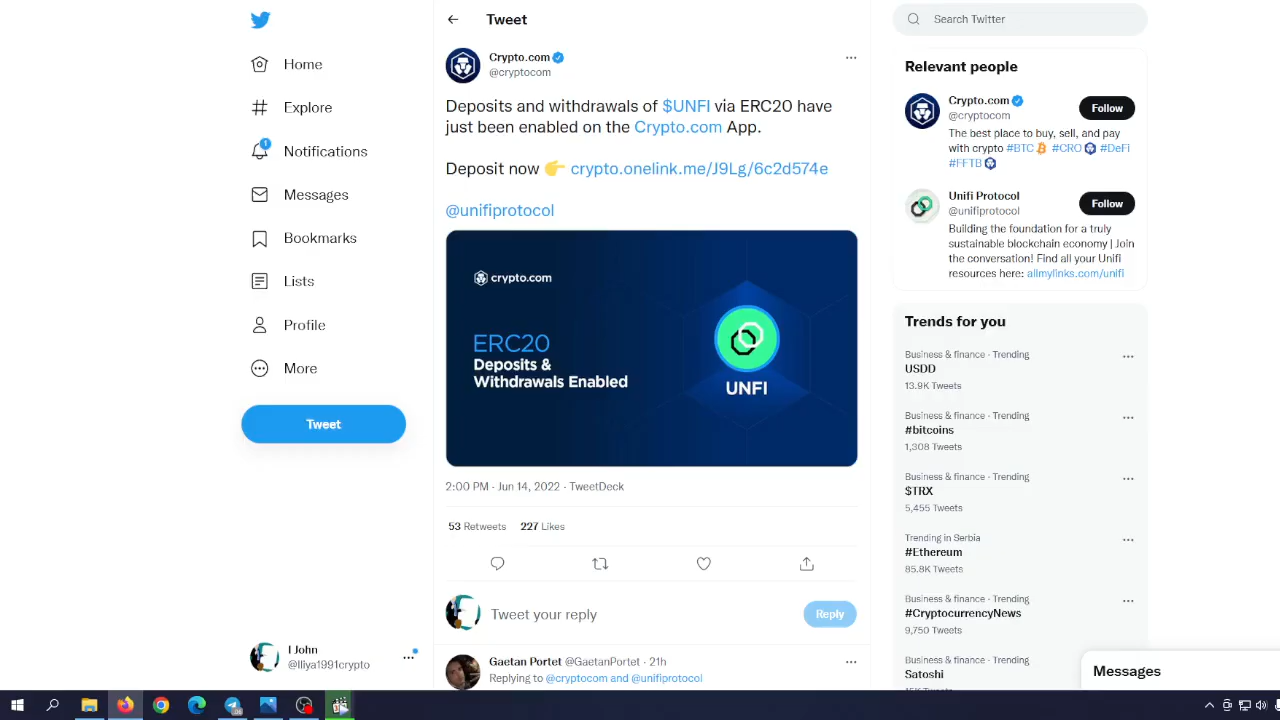 Home
Explore
1
Notifications
Messages
Bookmarks
Lists
Profile
More
Tweet
I John
@Iliya1991crypto
Tweet
Crypto.com
@cryptocom
Deposits and withdrawals of $UNFI via ERC20 have
just been enabled on the Crypto.com App.
Deposit now 👉 crypto.onelink.me/J9Lg/6c2d574e
@unifiprotocol
crypto.com
ERC20
Deposits &
Withdrawals Enabled
UNFI
2:00 PM · Jun 14, 2022 · TweetDeck
53 Retweets 227 Likes
Tweet your reply
Reply
Gaetan Portet @GaetanPortet · 21h
Replying to @cryptocom and @unifiprotocol
Search Twitter
Relevant people
Crypto.com
@cryptocom
Follow
The best place to buy, sell, and pay
with crypto #BTC #CRO #DeFi
#FFTB
Unifi Protocol
@unifiprotocol
Follow
Building the foundation for a truly
sustainable blockchain economy | Join
the conversation! Find all your Unifi
resources here: allmylinks.com/unifi
Trends for you
Business & finance · Trending
USDD
13.9K Tweets
Business & finance · Trending
#bitcoins
1,308 Tweets
Business & finance · Trending
$TRX
5,455 Tweets
Trending in Serbia
#Ethereum
85.8K Tweets
Business & finance · Trending
#CryptocurrencyNews
9,750 Tweets
Business & finance · Trending
Satoshi
Messages